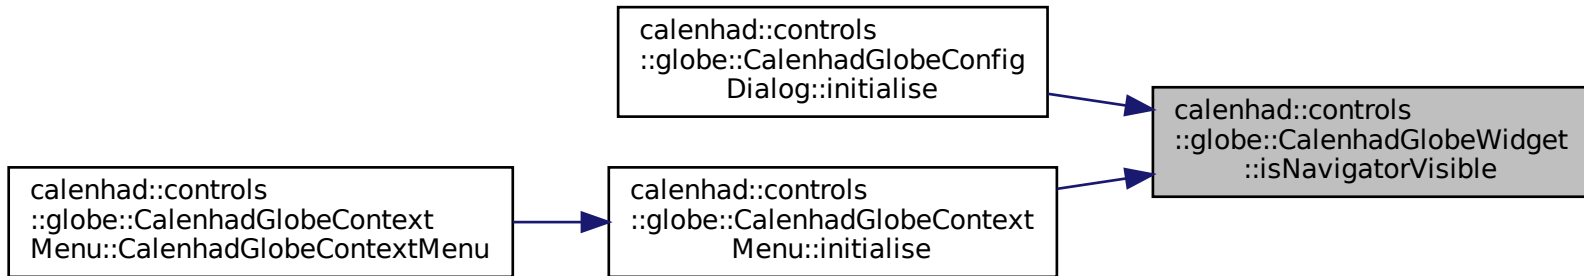 calenhad::controls
::globe::CalenhadGlobeConfig
Dialog::initialise
calenhad::controls
::globe::CalenhadGlobeWidget
::isNavigatorVisible
calenhad::controls
::globe::CalenhadGlobeContext
Menu::CalenhadGlobeContextMenu
calenhad::controls
::globe::CalenhadGlobeContext
Menu::initialise